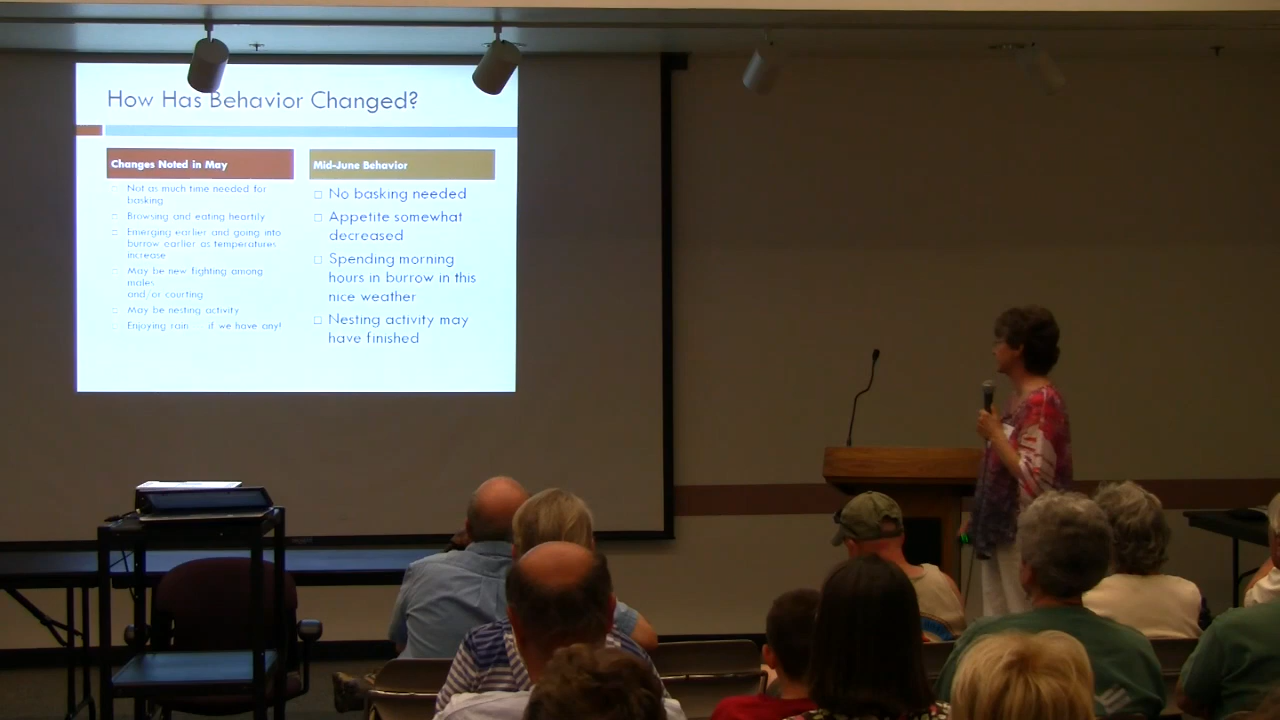 How Has Behavior Changed?
Changes Noted in May
Not as much time needed for
basking
Browsing and eating heartily
Emerging earlier and going into
burrow earlier as temperatures
increase
May be new fighting among
males
and/or courting
May be nesting activity
Enjoying rain if we have any!
Mid-June Behavior
No basking needed
Appetite somewhat
decreased
Spending morning
hours in burrow in this
nice weather
Nesting activity may
have finished